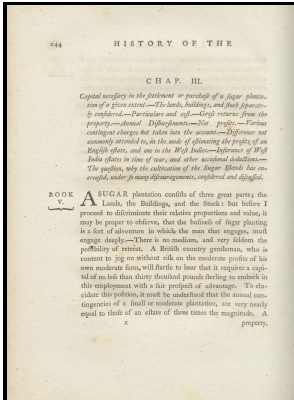 244 HISTORY OF THE
CHAP. III.
Capital necessary in the settlement or purchase of a sugar planta-
tion of a given extent.—The lands, buildings, and stock separate-
ly considered.—Particulars and cost.—Gross returns from the
property.—Annual Disbursements.—Net profits.—Various
contingent charges not taken into the account.—Difference not
commonly attended to, in the mode of estimating the profits of an
English estate, and one in the West Indies.—Insurance of West
India estates in time of war, and other occasional deductions.—
The question, why the cultivation of the Sugar Islands has en-
creased, under so many discouragements, considered and discussed.
BOOK
V.
A SUGAR plantation consists of three great parts; the
Lands, the Buildings, and the Stock: but before I
proceed to discriminate their relative proportions and value, it
may be proper to observe, that the business of sugar planting
is a sort of adventure in which the man that engages, must
engage deeply.—There is no medium, and very seldom the
possibility of retreat. A British country gentleman, who is
content to jog on without risk on the moderate profits of his
own moderate farm, will startle to hear that it requires a capi-
tal of no less than thirty thousand pounds sterling to embark in
this employment with a fair prospect of advantage. To elu-
cidate this position, it must be understood that the annual con-
tingencies of a small or moderate plantation, are very nearly
equal to those of an estate of three times the magnitude. A
property,